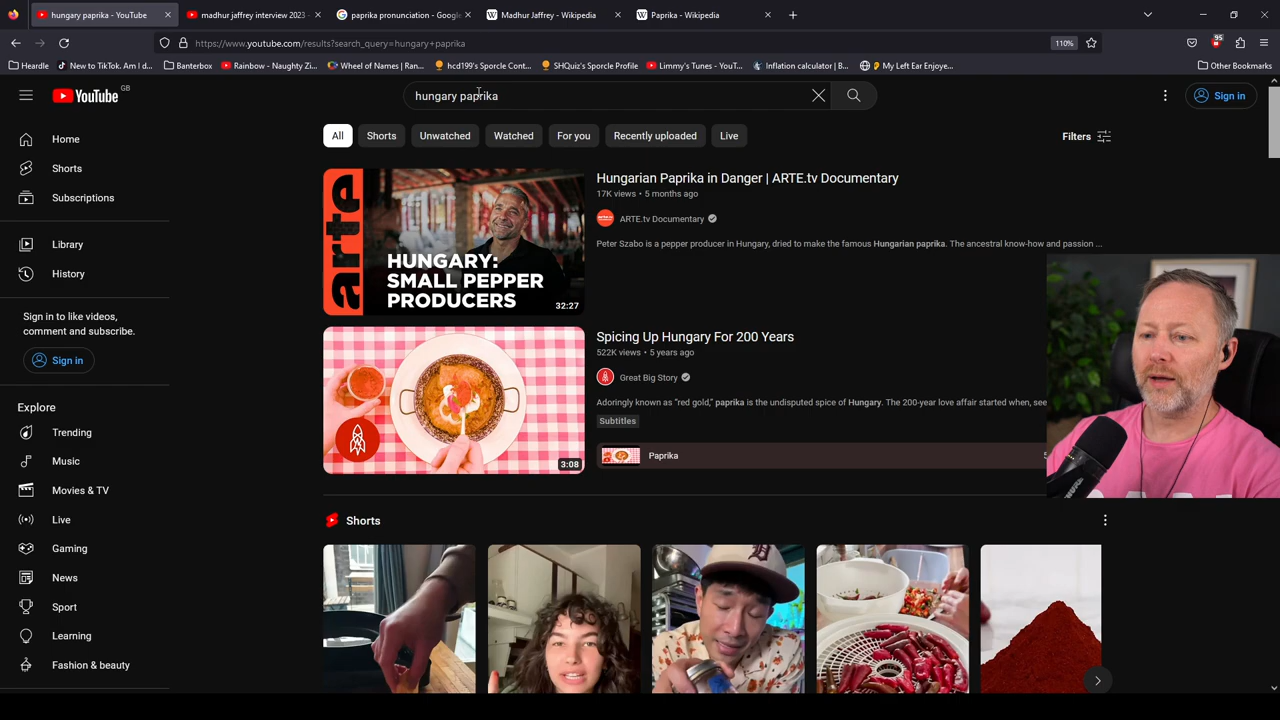 hungary paprika - YouTube
madhur jaffrey interview 2023 -
paprika pronunciation - Google
Madhur Jaffrey - Wikipedia
Paprika - Wikipedia
https://www.youtube.com/results?search_query=hungary+paprika
110%
95
Heardle
New to TikTok. Am I d...
Banterbox
Rainbow - Naughty Zi...
Wheel of Names | Ran...
hcd199's Sporcle Cont...
SHQuiz's Sporcle Profile
Limmy's Tunes - YouT...
Inflation calculator | B...
My Left Ear Enjoye...
Other Bookmarks
YouTube GB
hungary paprika
Sign in
All
Shorts
Unwatched
Watched
For you
Recently uploaded
Live
Filters
Home
Shorts
Subscriptions
Library
History
Sign in to like videos,
comment and subscribe.
Sign in
Explore
Trending
Music
Movies & TV
Live
Gaming
News
Sport
Learning
Fashion & beauty
arte
HUNGARY:
SMALL PEPPER
PRODUCERS
32:27
Hungarian Paprika in Danger | ARTE.tv Documentary
17K views • 5 months ago
ARTE.tv Documentary
Peter Szabo is a pepper producer in Hungary, dried to make the famous Hungarian paprika. The ancestral know-how and passion ...
3:08
Spicing Up Hungary For 200 Years
522K views • 5 years ago
Great Big Story
Adoringly known as “red gold,” paprika is the undisputed spice of Hungary. The 200-year love affair started when, see
Subtitles
Paprika
Shorts